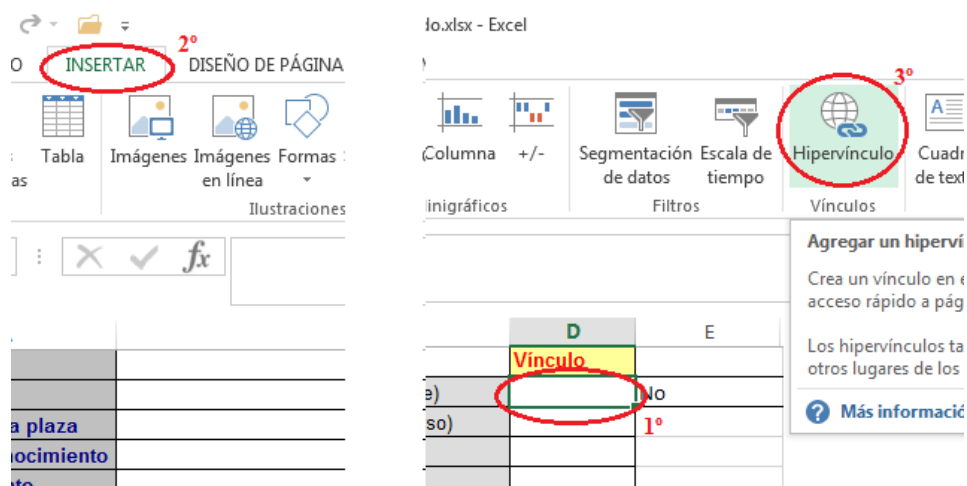 2º
O INSERTAR DISEÑO DE PÁGINA
Tabla
Imágenes
Imágenes
en línea
Formas
as
Ilustraciones
fx
a plaza
ocimiento
do.xlsx - Excel
3º
Columna
+/-
Segmentación
de datos
Escala de
tiempo
Hipervínculo
Cuadr
de text
inigráficos
Filtros
Vínculos
Agregar un hiperví
Crea un vínculo en e
acceso rápido a pág
Los hipervínculos ta
otros lugares de los
Más informació
D
E
Vínculo
e)
No
so)
1º